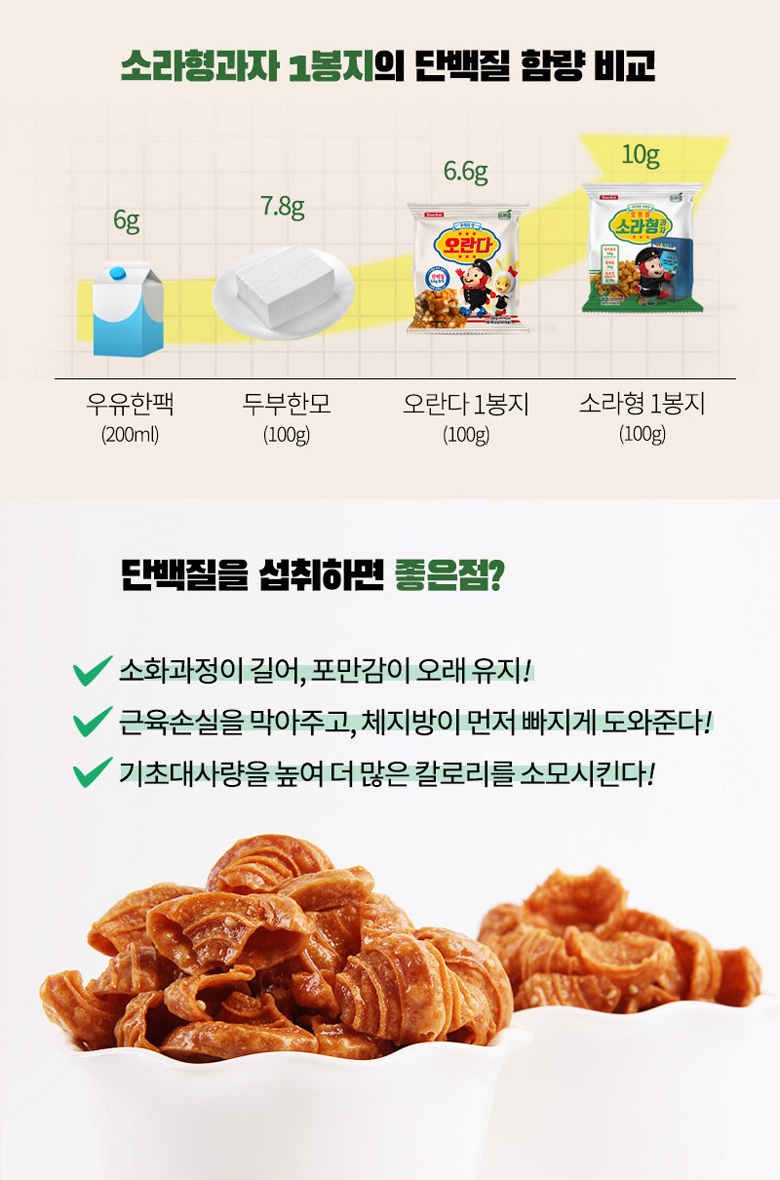 소라형과자 1봉지의 단백질 함량 비교
6g
7.8g
6.6g
10g
오란다
소라형과자
우유한팩
(200ml)
두부한모
(100g)
오란다 1봉지
(100g)
소라형 1봉지
(100g)
단백질을 섭취하면 좋은점?
소화과정이 길어, 포만감이 오래 유지!
근육손실을 막아주고, 체지방이 먼저 빠지게 도와준다!
기초대사량을 높여 더 많은 칼로리를 소모시킨다!